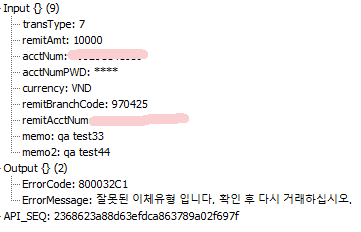 Input {} (9)
transType: 7
remitAmt: 10000
acctNum:
acctNumPWD: ****
currency: VND
remitBranchCode: 970425
remitAcctNum
memo: qa test33
memo2: qa test44
Output {} (2)
ErrorCode: 800032C1
ErrorMessage: 잘못된 이체유형 입니다. 확인 후 다시 거래하십시오.
API_SEQ: 2368623a88d63efdca863789a02f697f